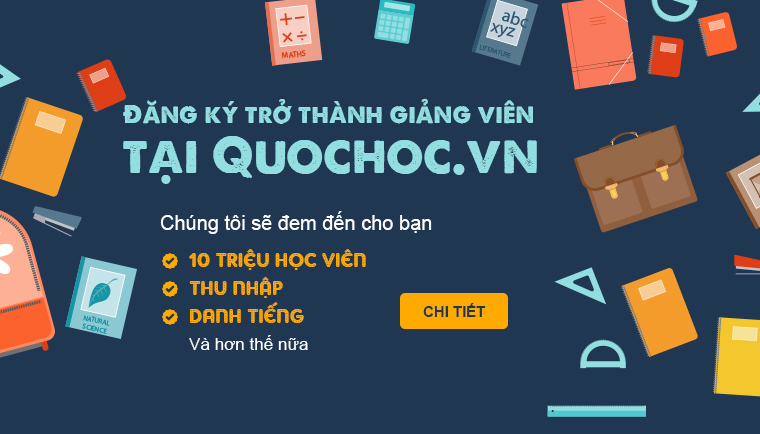 + −
× ÷
MATHS
abc
xyz
LITERATURE
ĐĂNG KÝ TRỞ THÀNH GIẢNG VIÊN
TẠI QUOCHOC.VN
Chúng tôi sẽ đem đến cho bạn
10 TRIỆU HỌC VIÊN
THU NHẬP
DANH TIẾNG
Và hơn thế nữa
CHI TIẾT
NATURAL
SCIENCE